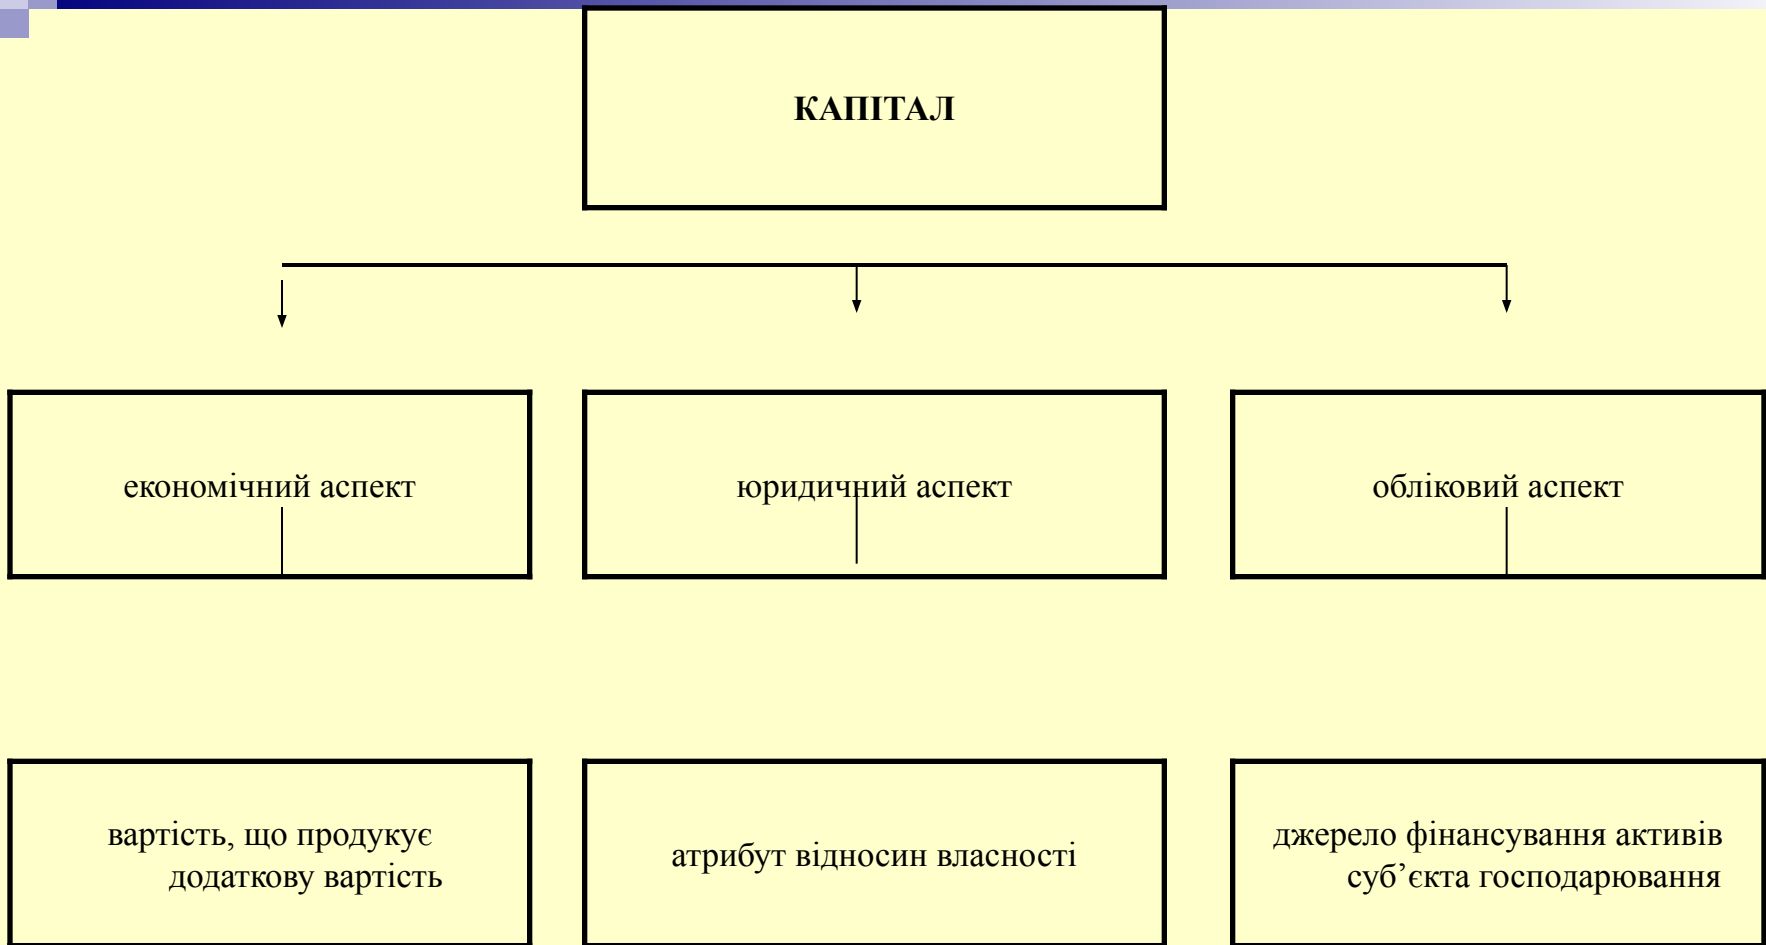 КАПІТАЛ
економічний аспект
юридичний аспект
обліковий аспект
вартість, що продукує
додаткову вартість
атрибут відносин власності
джерело фінансування активів
суб’єкта господарювання